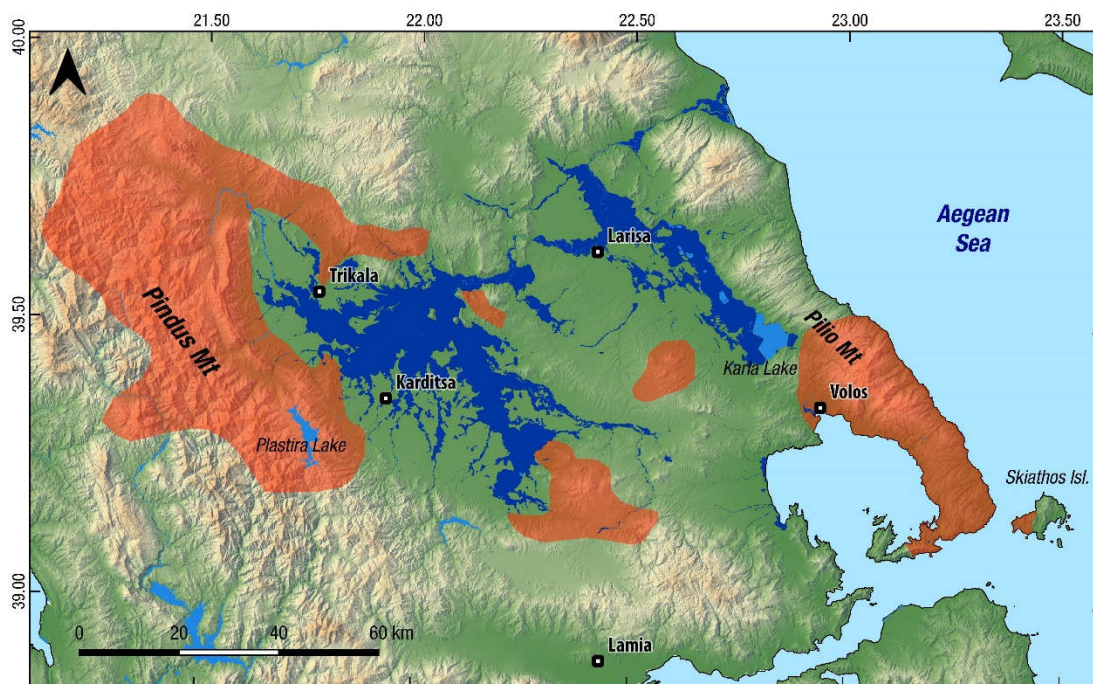 21.50 22.00 22.50 23.00 23.50
40.00
39.50
39.00
Aegean
Sea
Larisa
Trikala
Pindus Mt
Pilio Mt
Karla Lake
Karditsa
Volos
Plastira Lake
Skiathos Isl.
0 20 40 60 km
Lamia